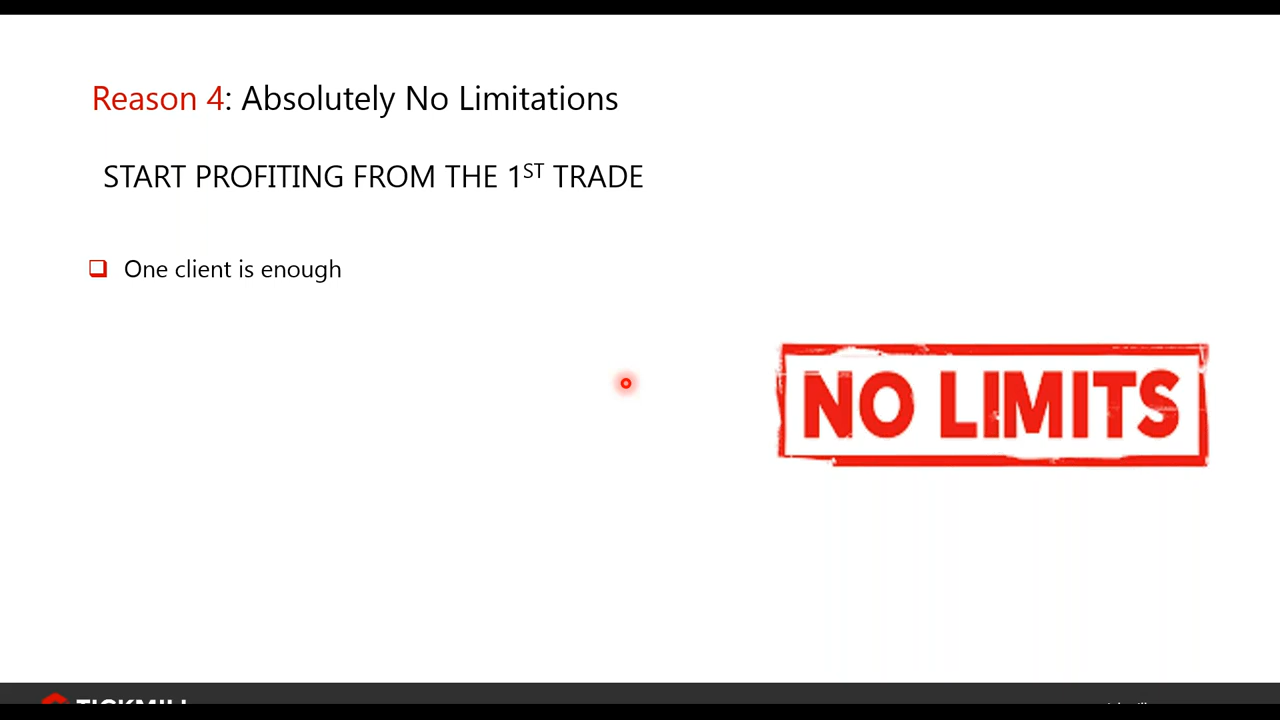 Reason 4: Absolutely No Limitations
START PROFITING FROM THE 1ST TRADE
One client is enough
NO LIMITS
TICKMILL